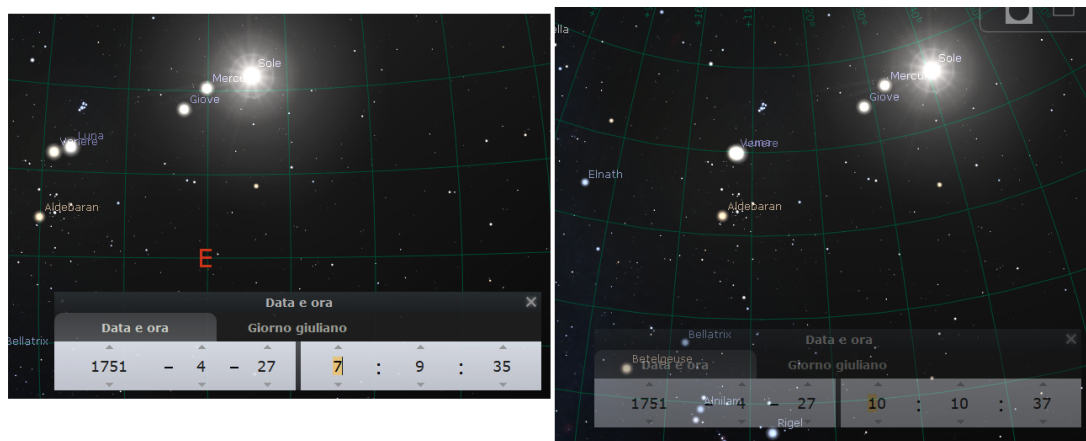 Sole
Mercu
Giove
Luna
Venere
Aldebaran
E
Data e ora
Data e ora Giorno giuliano
Bellatrix
1751 - 4 - 27 7 : 9 : 35
ella
Sole
Mercu
Giove
Venere
Elnath
Aldebaran
Bellatrix
Data e ora
Betelgeuse
Data e ora Giorno giuliano
1751 - 4 - 27 10 : 10 : 37
Alnilam
Rigel